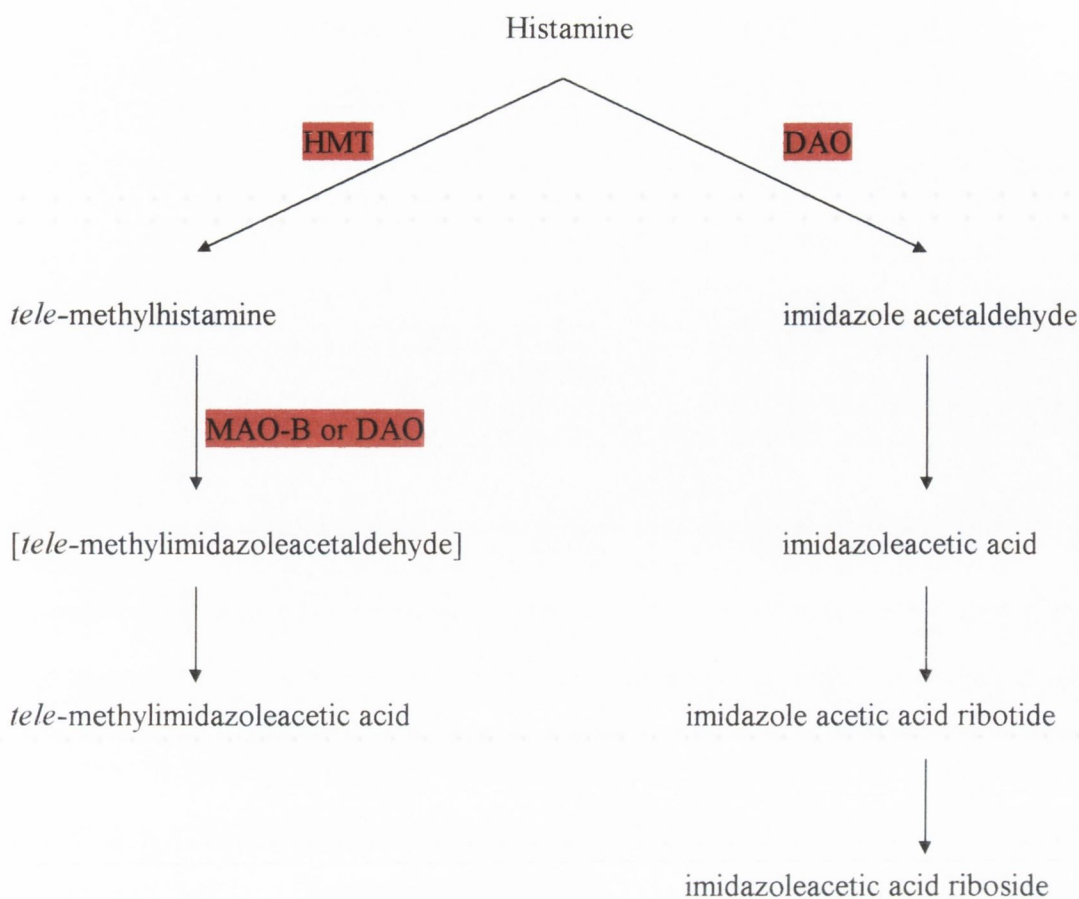 Histamine
HMT
DAO
tele-methylhistamine
imidazole acetaldehyde
MAO-B or DAO
[tele-methylimidazoleacetaldehyde]
imidazoleacetic acid
tele-methylimidazoleacetic acid
imidazole acetic acid ribotide
imidazoleacetic acid riboside